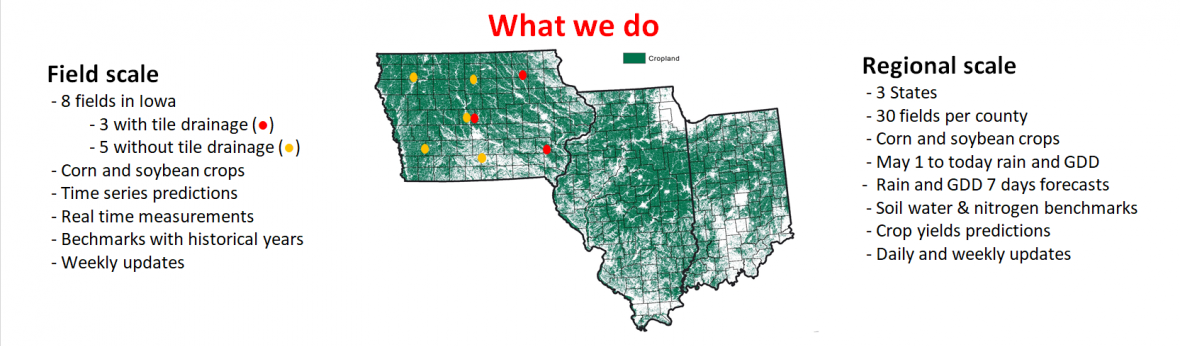 What we do
Field scale
- 8 fields in Iowa
- 3 with tile drainage (●)
- 5 without tile drainage (●)
- Corn and soybean crops
- Time series predictions
- Real time measurements
- Bechmarks with historical years
- Weekly updates
Cropland
Regional scale
- 3 States
- 30 fields per county
- Corn and soybean crops
- May 1 to today rain and GDD
- Rain and GDD 7 days forecasts
- Soil water & nitrogen benchmarks
- Crop yields predictions
- Daily and weekly updates